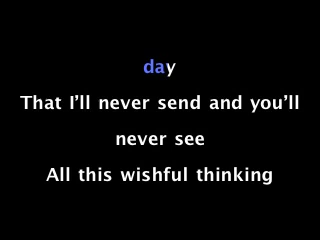 day
That I’ll never send and you’ll
never see
All this wishful thinking